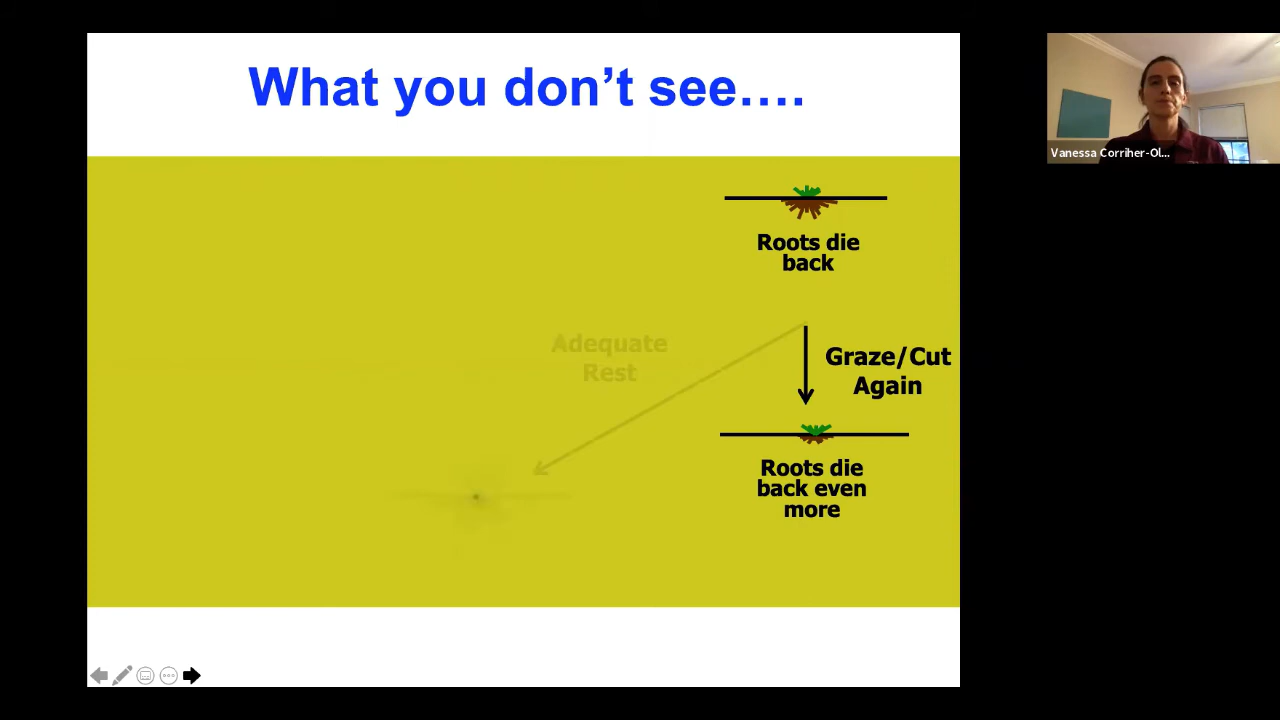 What you don't see....
Vanessa Corriher-Ol...
Roots die
back
Adequate
Rest
Graze/Cut
Again
Roots die
back even
more